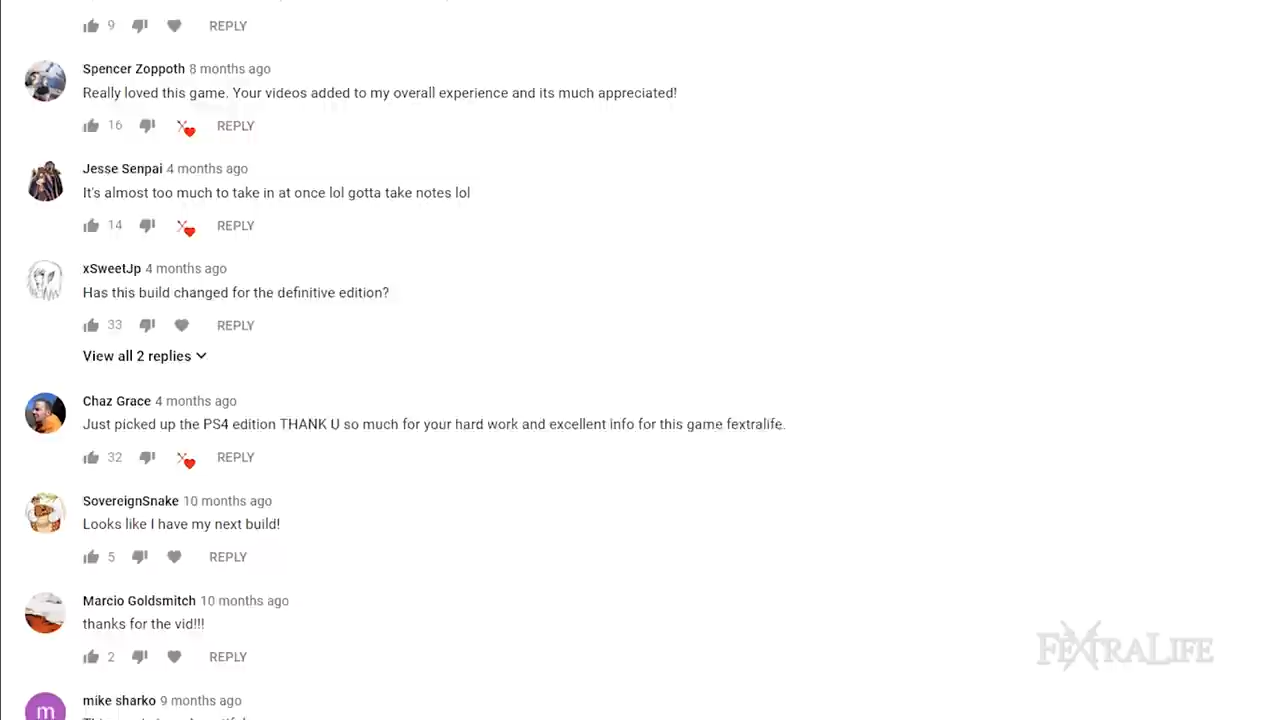 9 REPLY
Spencer Zoppoth 8 months ago
Really loved this game. Your videos added to my overall experience and its much appreciated!
16 REPLY
Jesse Senpai 4 months ago
It's almost too much to take in at once lol gotta take notes lol
14 REPLY
xSweetJp 4 months ago
Has this build changed for the definitive edition?
33 REPLY
View all 2 replies
Chaz Grace 4 months ago
Just picked up the PS4 edition THANK U so much for your hard work and excellent info for this game fextralife.
32 REPLY
SovereignSnake 10 months ago
Looks like I have my next build!
5 REPLY
Marcio Goldsmitch 10 months ago
thanks for the vid!!!
2 REPLY
FEXTRALIFE
m mike sharko 9 months ago